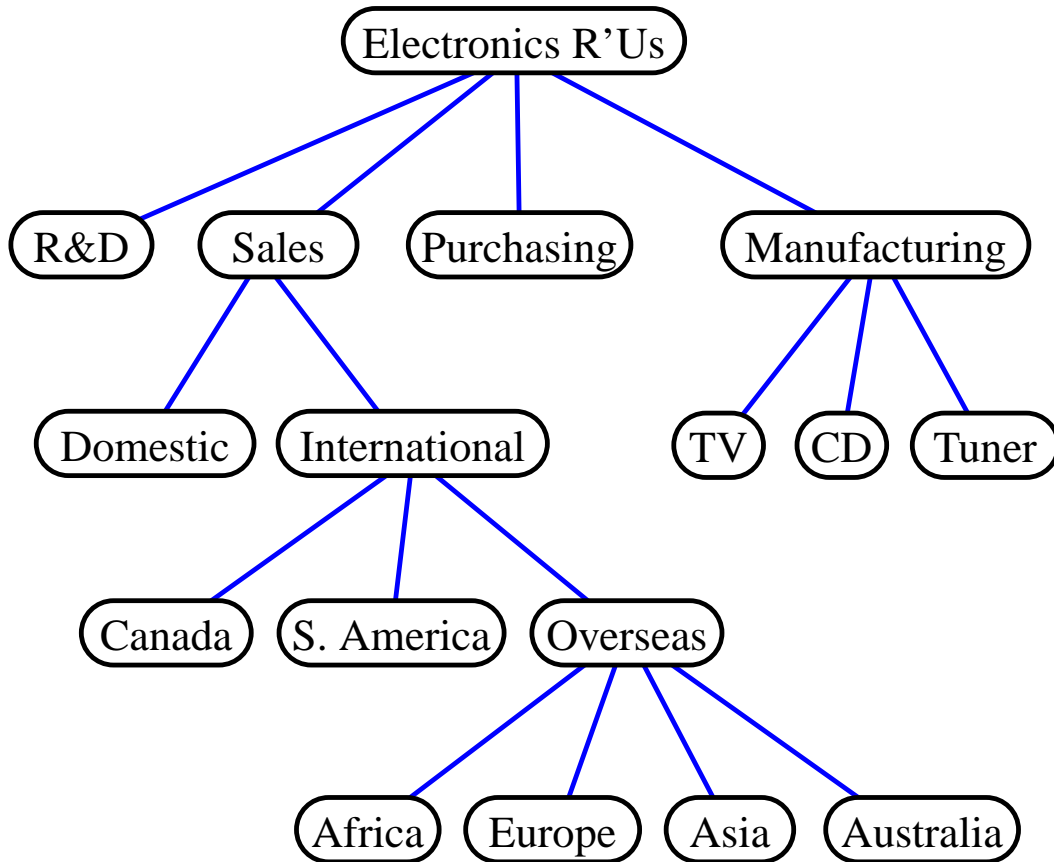 Electronics R’Us
R&D
Sales
Purchasing
Manufacturing
Domestic
International
TV
CD
Tuner
Canada
S. America
Overseas
Africa
Europe
Asia
Australia